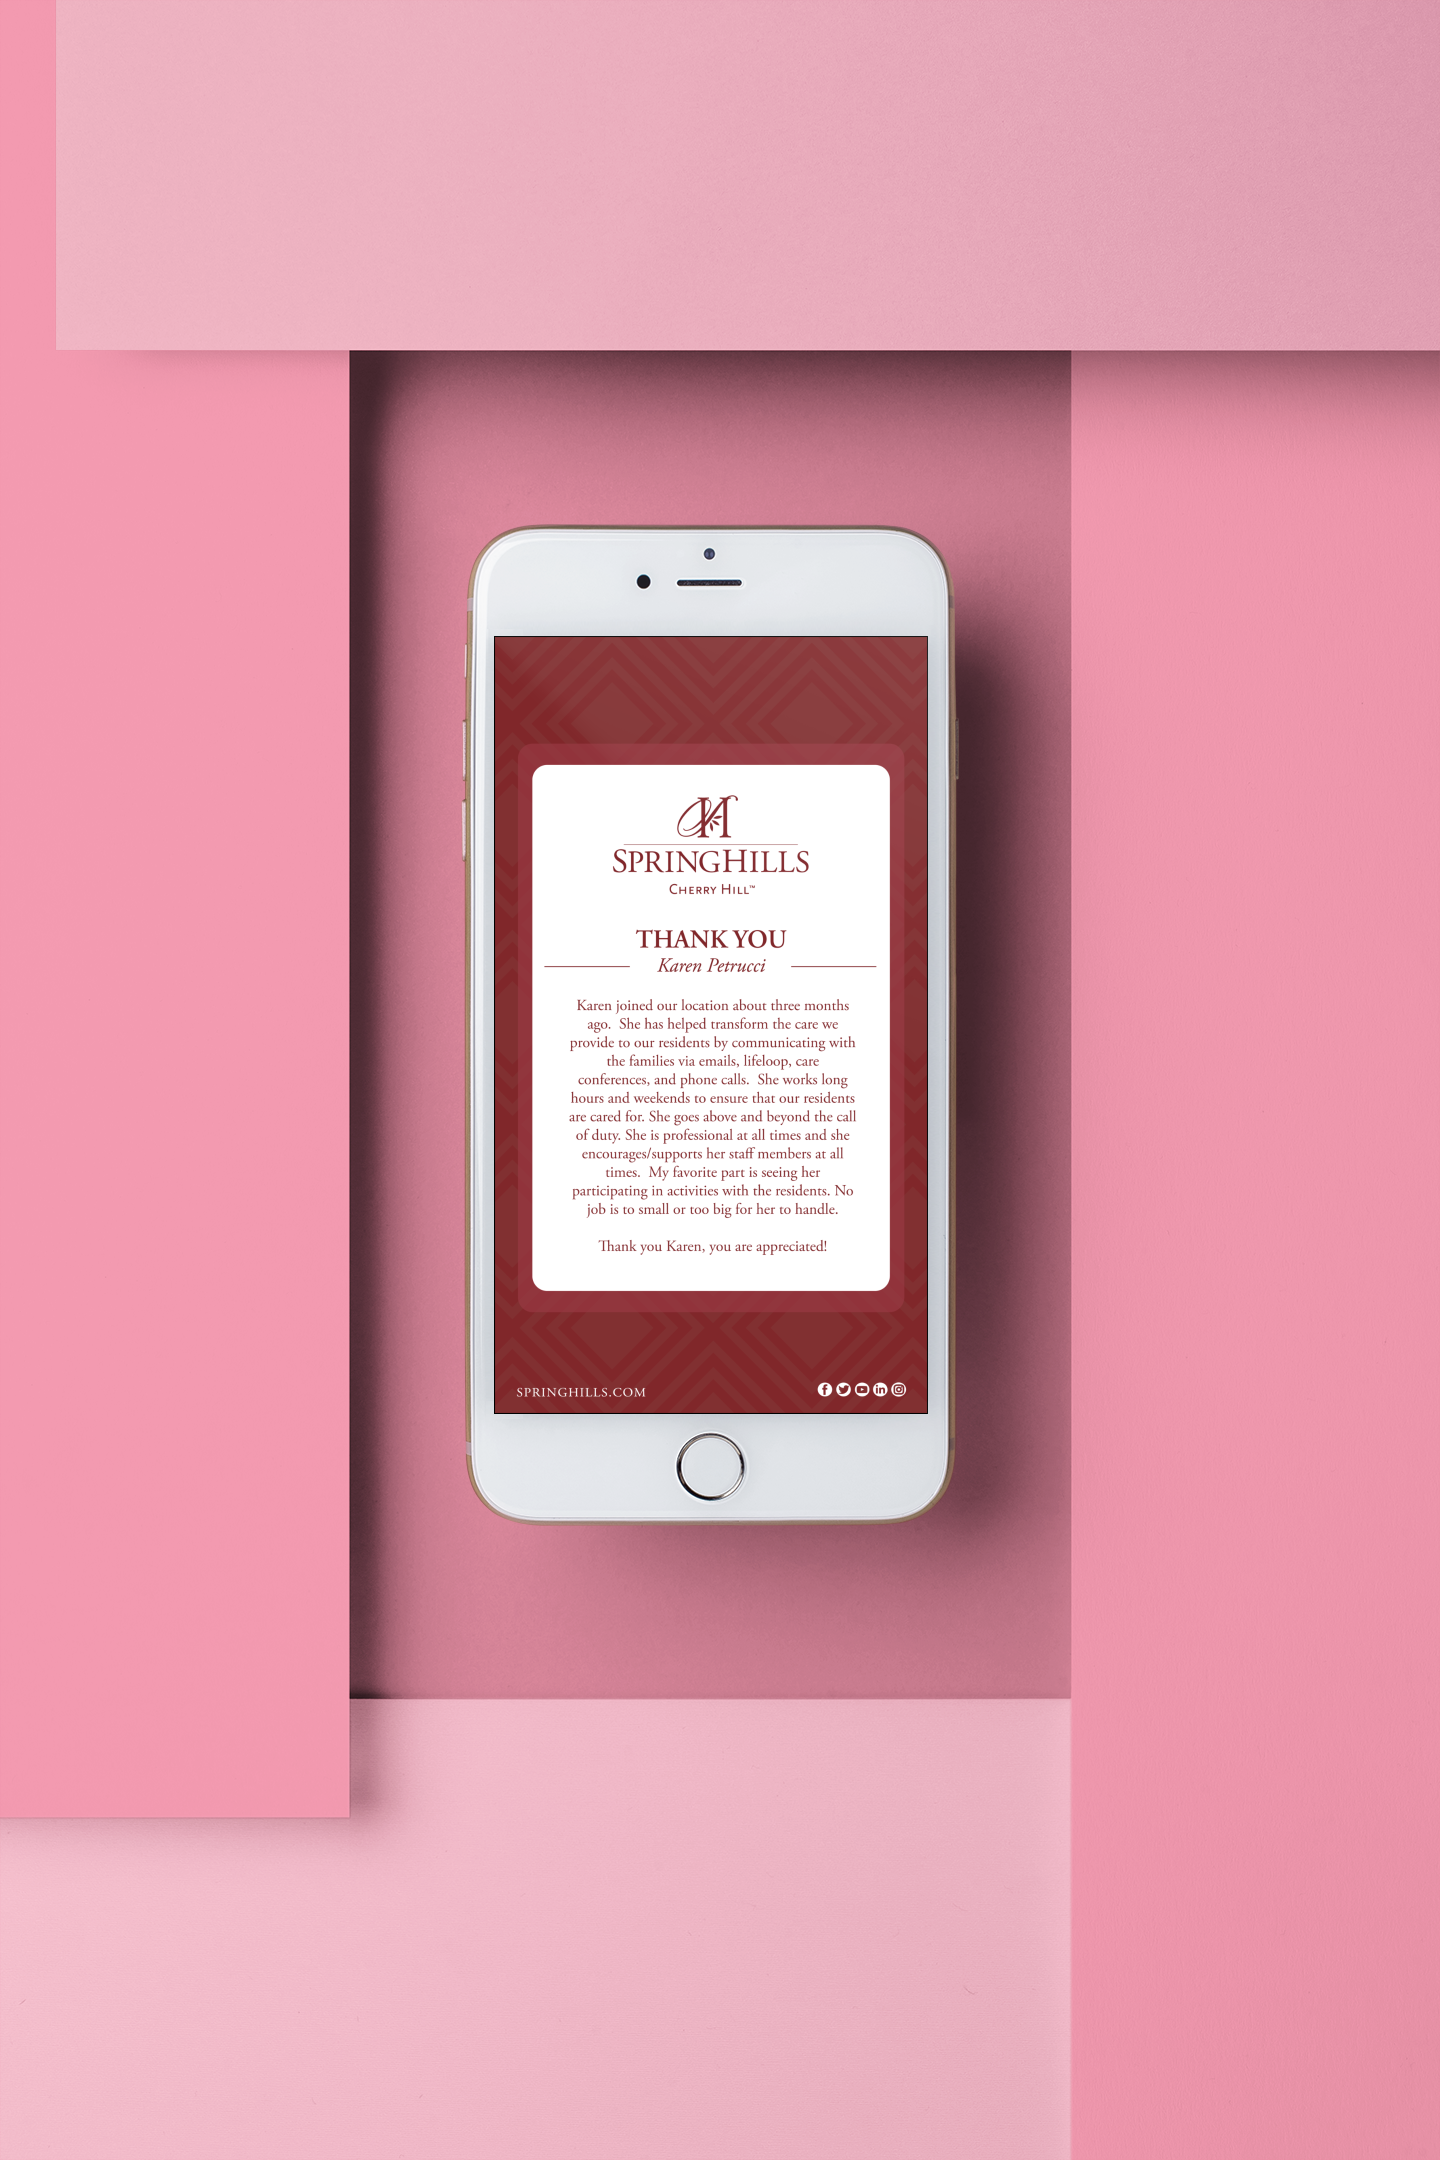 SPRINGHILLS
CHERRY HILL™
THANK YOU
Karen Petrucci
Karen joined our location about three months
ago.  She has helped transform the care we
provide to our residents by communicating with
the families via emails, lifeloop, care
conferences, and phone calls.  She works long
hours and weekends to ensure that our residents
are cared for. She goes above and beyond the call
of duty. She is professional at all times and she
encourages/supports her staff members at all
times.  My favorite part is seeing her
participating in activities with the residents. No
job is to small or too big for her to handle.
Thank you Karen, you are appreciated!
SPRINGHILLS.COM